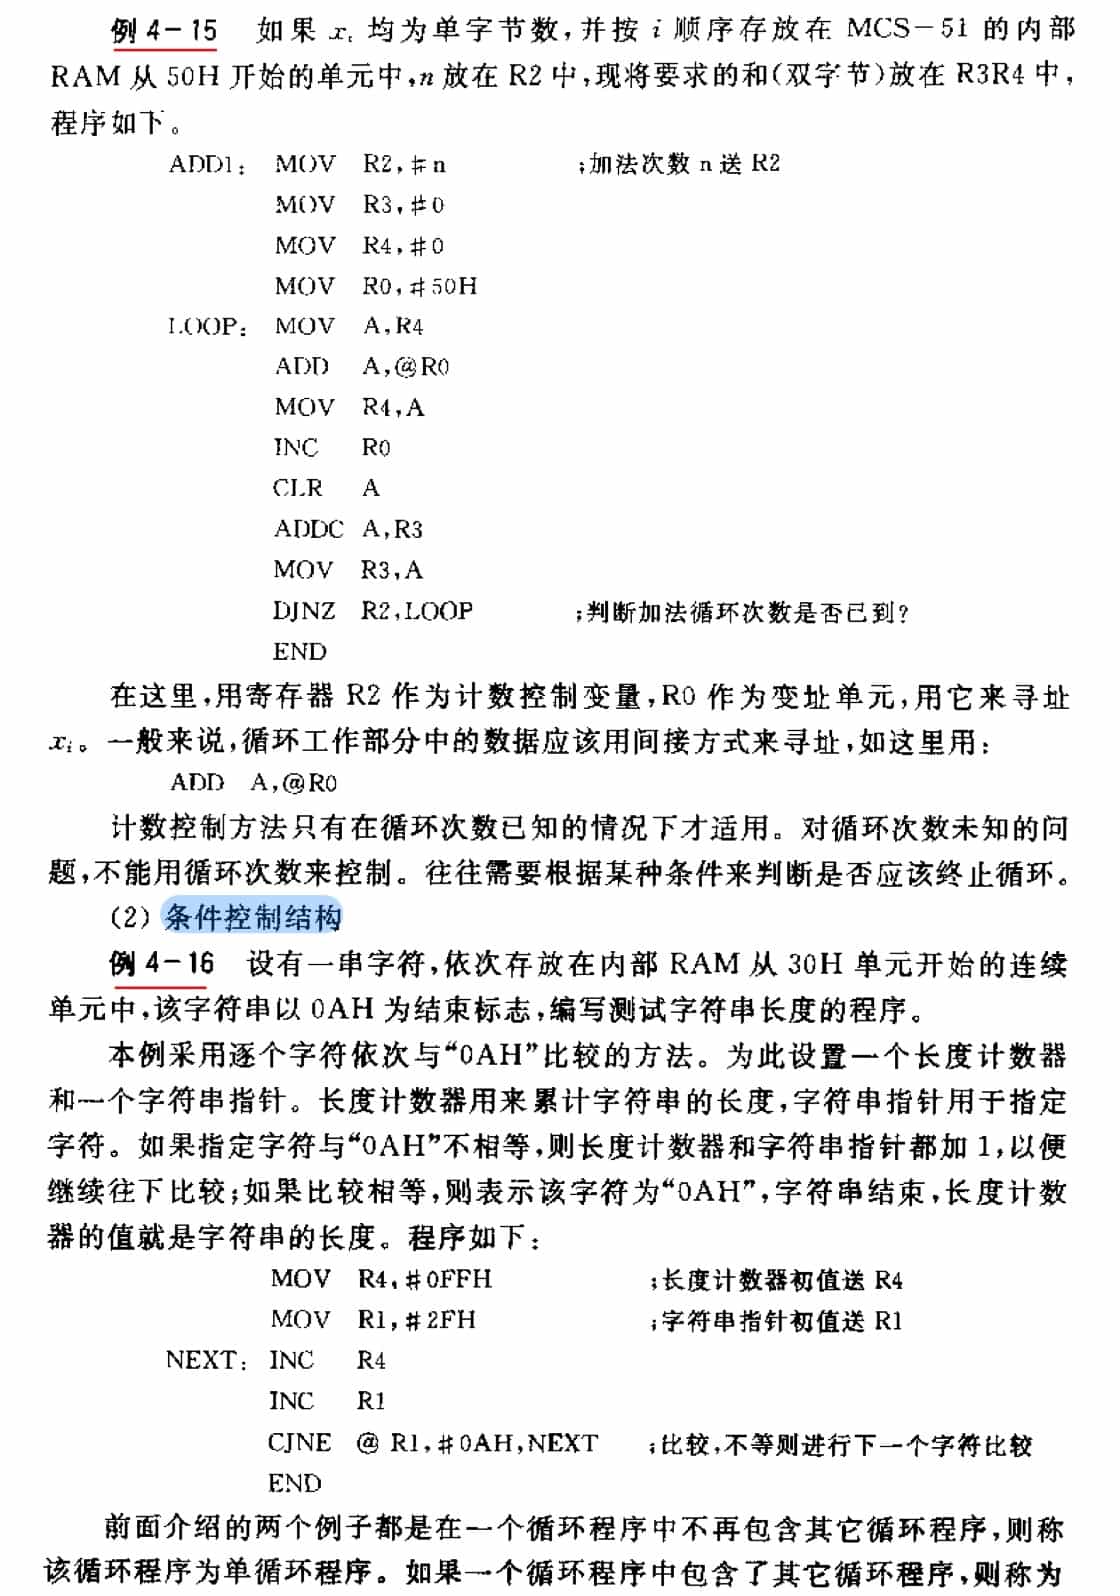 例 4-15 如果 xᵢ 均为单字节数,并按 i 顺序存放在 MCS-51 的内部
RAM 从 50H 开始的单元中,n 放在 R2 中,现将要求的和(双字节)放在 R3R4 中,
程序如下。
ADD1: MOV R2,#n ;加法次数 n 送 R2
MOV R3,#0
MOV R4,#0
MOV R0,#50H
LOOP: MOV A,R4
ADD A,@R0
MOV R4,A
INC R0
CLR A
ADDC A,R3
MOV R3,A
DJNZ R2,LOOP ;判断加法循环次数是否已到?
END
在这里,用寄存器 R2 作为计数控制变量,R0 作为变址单元,用它来寻址
xᵢ。一般来说,循环工作部分中的数据应该用间接方式来寻址,如这里用:
ADD A,@R0
计数控制方法只有在循环次数已知的情况下才适用。对循环次数未知的问
题,不能用循环次数来控制。往往需要根据某种条件来判断是否应该终止循环。
(2) 条件控制结构
例 4-16 设有一串字符,依次存放在内部 RAM 从 30H 单元开始的连续
单元中,该字符串以 0AH 为结束标志,编写测试字符串长度的程序。
本例采用逐个字符依次与“0AH”比较的方法。为此设置一个长度计数器
和一个字符串指针。长度计数器用来累计字符串的长度,字符串指针用于指定
字符。如果指定字符与“0AH”不相等,则长度计数器和字符串指针都加 1,以便
继续往下比较;如果比较相等,则表示该字符为“0AH”,字符串结束,长度计数
器的值就是字符串的长度。程序如下:
MOV R4,#0FFH ;长度计数器初值送 R4
MOV R1,#2FH ;字符串指针初值送 R1
NEXT: INC R4
INC R1
CJNE @ R1,#0AH,NEXT ;比较,不等则进行下一个字符比较
END
前面介绍的两个例子都是在一个循环程序中不再包含其它循环程序,则称
该循环程序为单循环程序。如果一个循环程序中包含了其它循环程序,则称为